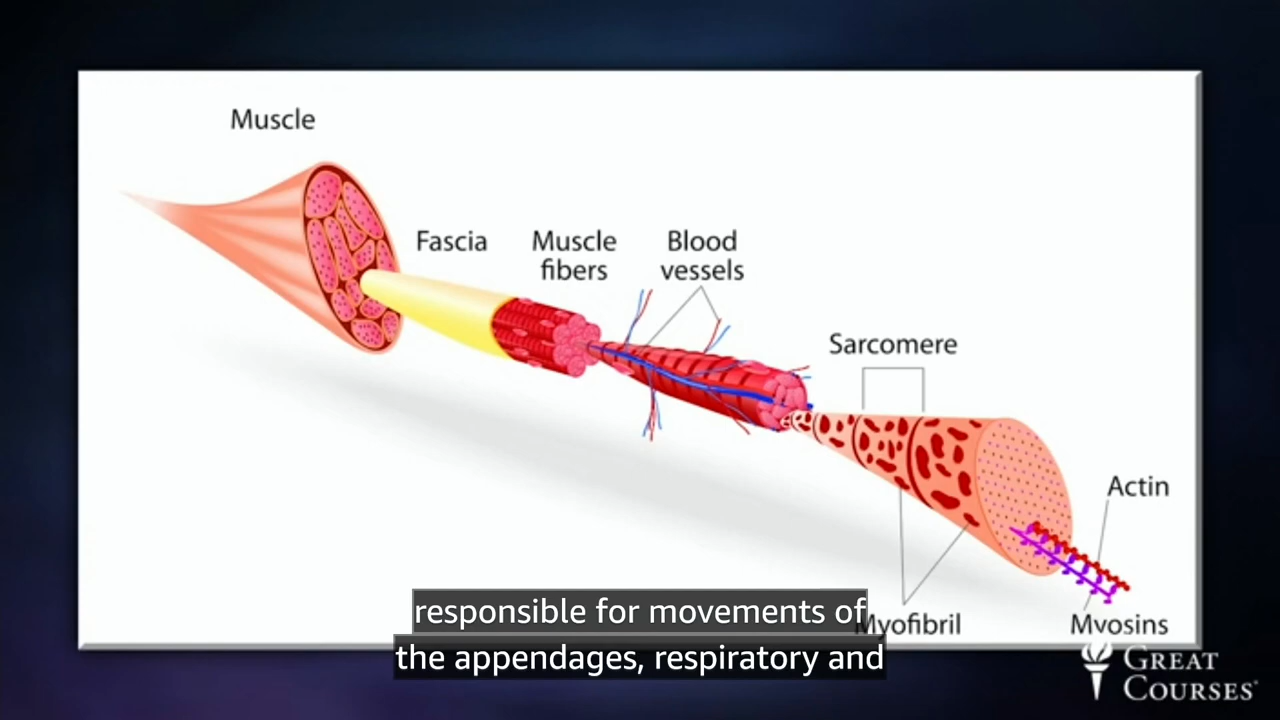 Muscle
Fascia
Muscle
fibers
Blood
vessels
Sarcomere
Actin
Myofibril
Myosins
responsible for movements of
the appendages, respiratory and
GREAT
COURSES